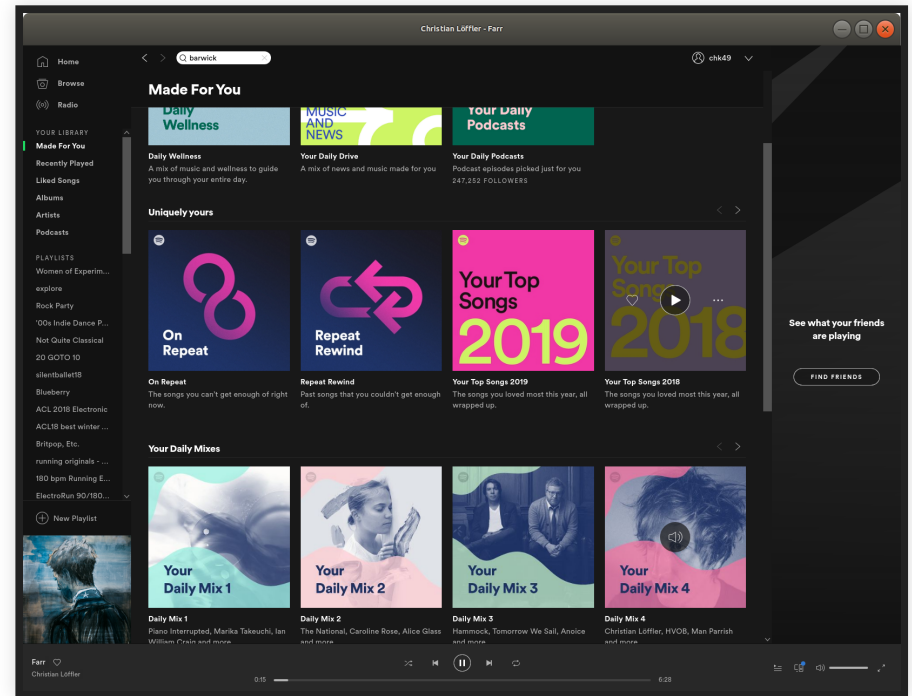 Christian Löffler - Farr
Home
Browse
Radio
YOUR LIBRARY
Made For You
Recently Played
Liked Songs
Albums
Artists
Podcasts
PLAYLISTS
Women of Experim...
explore
Rock Party
'00s Indie Dance P...
Not Quite Classical
20 GOTO 10
silentballet18
Blueberry
ACL 2018 Electronic
ACL18 best winter ...
Britpop, Etc.
running originals - ...
180 bpm Running E...
ElectroRun 90/180...
New Playlist
barwick
chk49
Made For You
Daily
Wellness
MUSIC
AND
NEWS
Your Daily
Podcasts
Daily Wellness
A mix of music and wellness to guide
you through your entire day.
Your Daily Drive
A mix of news and music made for you
Your Daily Podcasts
Podcast episodes picked just for you
247,252 FOLLOWERS
Uniquely yours
On
Repeat
Repeat
Rewind
Your Top
Songs
2019
Your Top
Songs
2018
On Repeat
The songs you can't get enough of right
now.
Repeat Rewind
Past songs that you couldn't get enough
of.
Your Top Songs 2019
The songs you loved most this year, all
wrapped up.
Your Top Songs 2018
The songs you loved most this year, all
wrapped up.
Your Daily Mixes
Your
Daily Mix 1
Your
Daily Mix 2
Your
Daily Mix 3
Your
Daily Mix 4
Daily Mix 1
Piano Interrupted, Marika Takeuchi, Ian
William Craig and more
Daily Mix 2
The National, Caroline Rose, Alice Glass
and more
Daily Mix 3
Hammock, Tomorrow We Sail, Anoice
and more
Daily Mix 4
Christian Löffler, HVOB, Man Parrish
and more
See what your friends
are playing
FIND FRIENDS
Farr
Christian Löffler
0:15
6:28